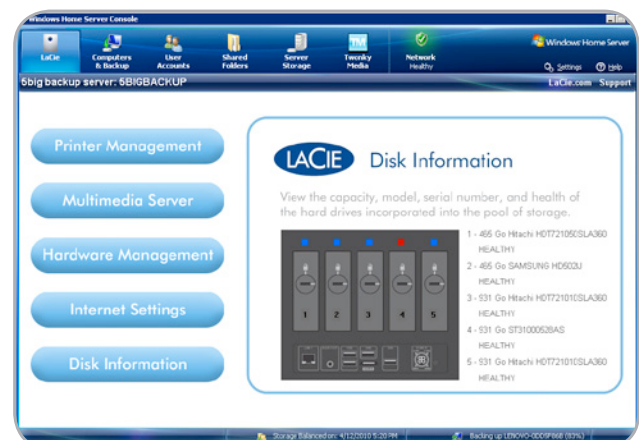 Windows Home Server Console
LaCie
Computers & Backup
User Accounts
Shared Folders
Server Storage
Twonky Media
Network Healthy
Windows Home Server
Settings Help
5big backup server: 5BIGBACKUP
LaCie.com Support
Printer Management
Multimedia Server
Hardware Management
Internet Settings
Disk Information
LACIE Disk Information
View the capacity, model, serial number, and health of
the hard drives incorporated into the pool of storage.
1 2 3 4 5
1 - 465 Go Hitachi HDT721050SLA360
HEALTHY
2 - 465 Go SAMSUNG HD502IJ
HEALTHY
3 - 931 Go Hitachi HDT721010SLA360
HEALTHY
4 - 931 Go ST31000528AS
HEALTHY
5 - 931 Go Hitachi HDT721010SLA360
HEALTHY
Storage Balanced on: 4/12/2010 5:20 PM
Backing up (83%)